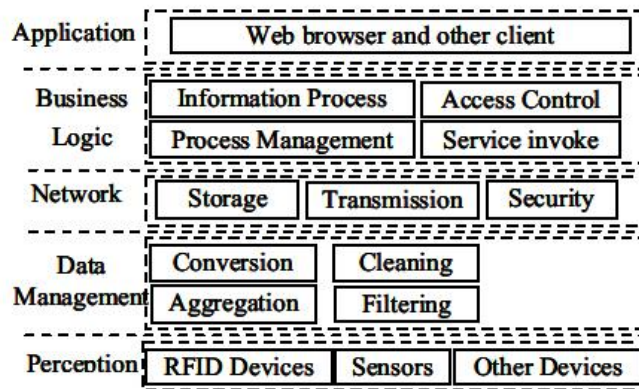 Application
Web browser and other client
Business
Logic
Information Process
Access Control
Process Management
Service invoke
Network
Storage
Transmission
Security
Data
Management
Conversion
Cleaning
Aggregation
Filtering
Perception
RFID Devices
Sensors
Other Devices